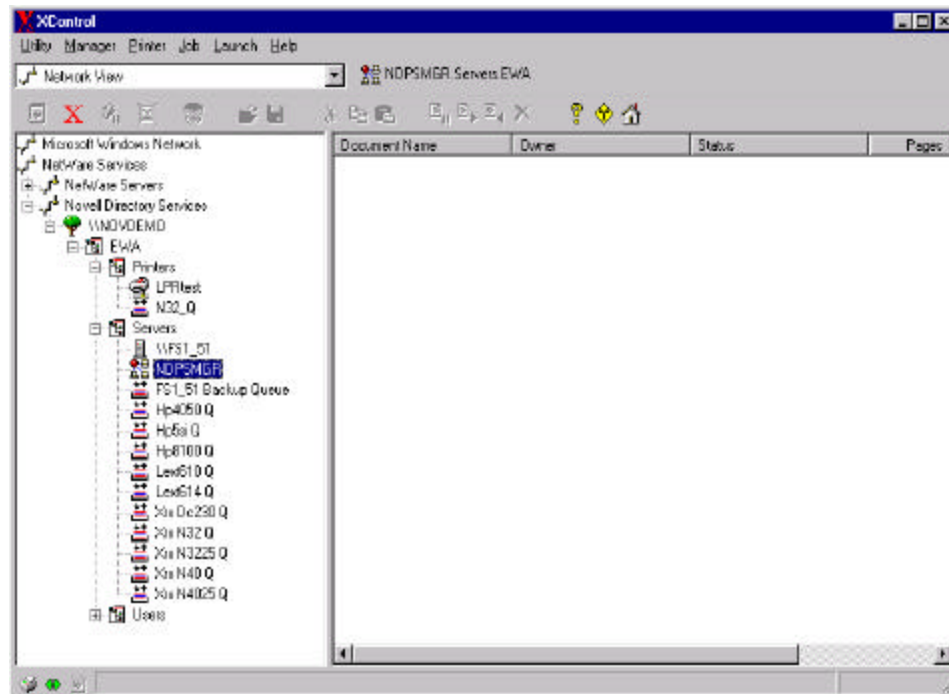 XControl
Utility Manager Printer Job Launch Help
Network View
NDPSMGR.Servers.EWA
Document Name Owner Status Pages
Microsoft Windows Network
NetWare Services
NetWare Servers
Novell Directory Services
\\NOVDEMO
EWA
Printers
LPRtest
N32_Q
Servers
\\FS1_51
NDPSMGR
FS1_51 Backup Queue
Hp4050 Q
Hp5si Q
Hp8100 Q
Lex610 Q
Lex614 Q
Xrx Dc230 Q
Xrx N32 Q
Xrx N3225 Q
Xrx N40 Q
Xrx N4025 Q
Users